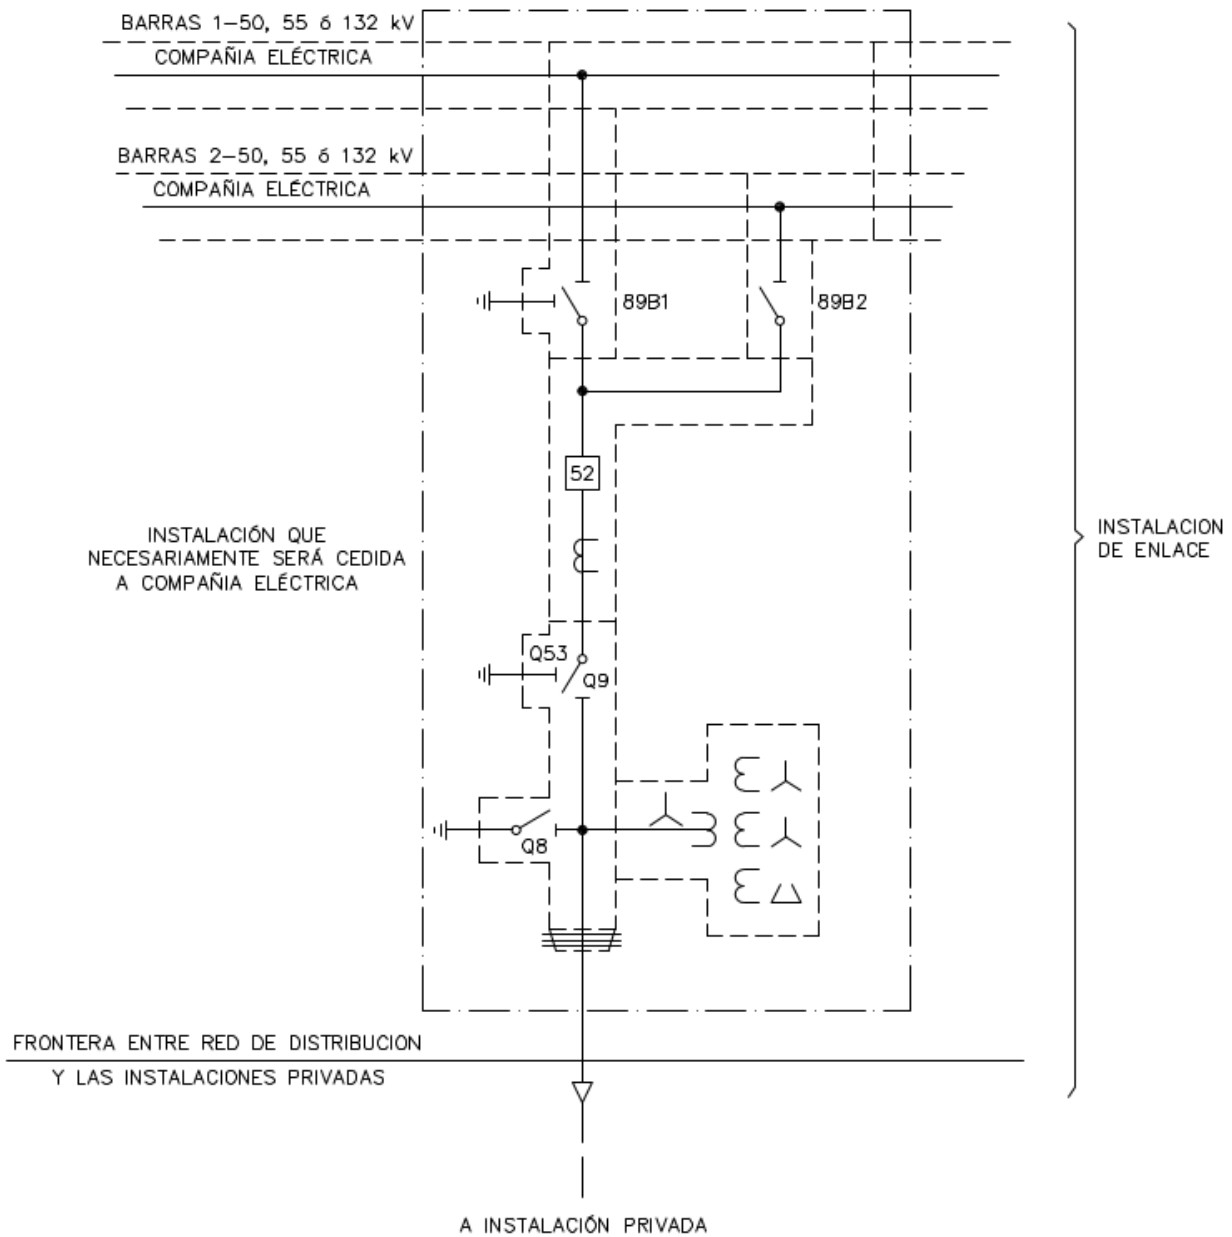 BARRAS 1-50, 55 ó 132 kV
COMPAÑIA ELÉCTRICA
BARRAS 2-50, 55 ó 132 kV
COMPAÑIA ELÉCTRICA
89B1
89B2
52
INSTALACIÓN QUE
NECESARIAMENTE SERÁ CEDIDA
A COMPAÑIA ELÉCTRICA
INSTALACION
DE ENLACE
Q53
Q9
Q8
FRONTERA ENTRE RED DE DISTRIBUCION
Y LAS INSTALACIONES PRIVADAS
A INSTALACIÓN PRIVADA